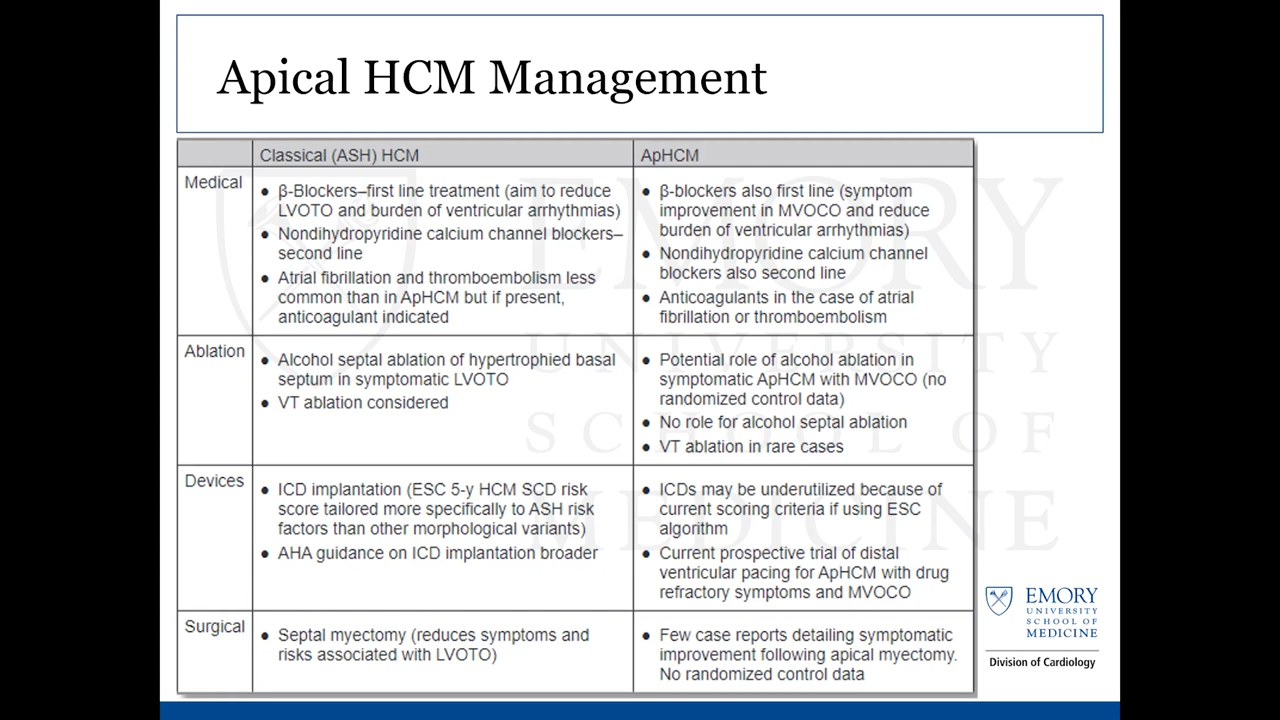 Apical HCM Management
Classical (ASH) HCM
ApHCM
Medical
● β-Blockers–first line treatment (aim to reduce
LVOTO and burden of ventricular arrhythmias)
● Nondihydropyridine calcium channel blockers–
second line
● Atrial fibrillation and thromboembolism less
common than in ApHCM but if present,
anticoagulant indicated
● β-blockers also first line (symptom
improvement in MVOCO and reduce
burden of ventricular arrhythmias)
● Nondihydropyridine calcium channel
blockers also second line
● Anticoagulants in the case of atrial
fibrillation or thromboembolism
Ablation
● Alcohol septal ablation of hypertrophied basal
septum in symptomatic LVOTO
● VT ablation considered
● Potential role of alcohol ablation in
symptomatic ApHCM with MVOCO (no
randomized control data)
● No role for alcohol septal ablation
● VT ablation in rare cases
Devices
● ICD implantation (ESC 5-y HCM SCD risk
score tailored more specifically to ASH risk
factors than other morphological variants)
● AHA guidance on ICD implantation broader
● ICDs may be underutilized because of
current scoring criteria if using ESC
algorithm
● Current prospective trial of distal
ventricular pacing for ApHCM with drug
refractory symptoms and MVOCO
Surgical
● Septal myectomy (reduces symptoms and
risks associated with LVOTO)
● Few case reports detailing symptomatic
improvement following apical myectomy.
No randomized control data
EMORY
UNIVERSITY
SCHOOL OF
MEDICINE
EMORY
UNIVERSITY
SCHOOL OF
MEDICINE
Division of Cardiology